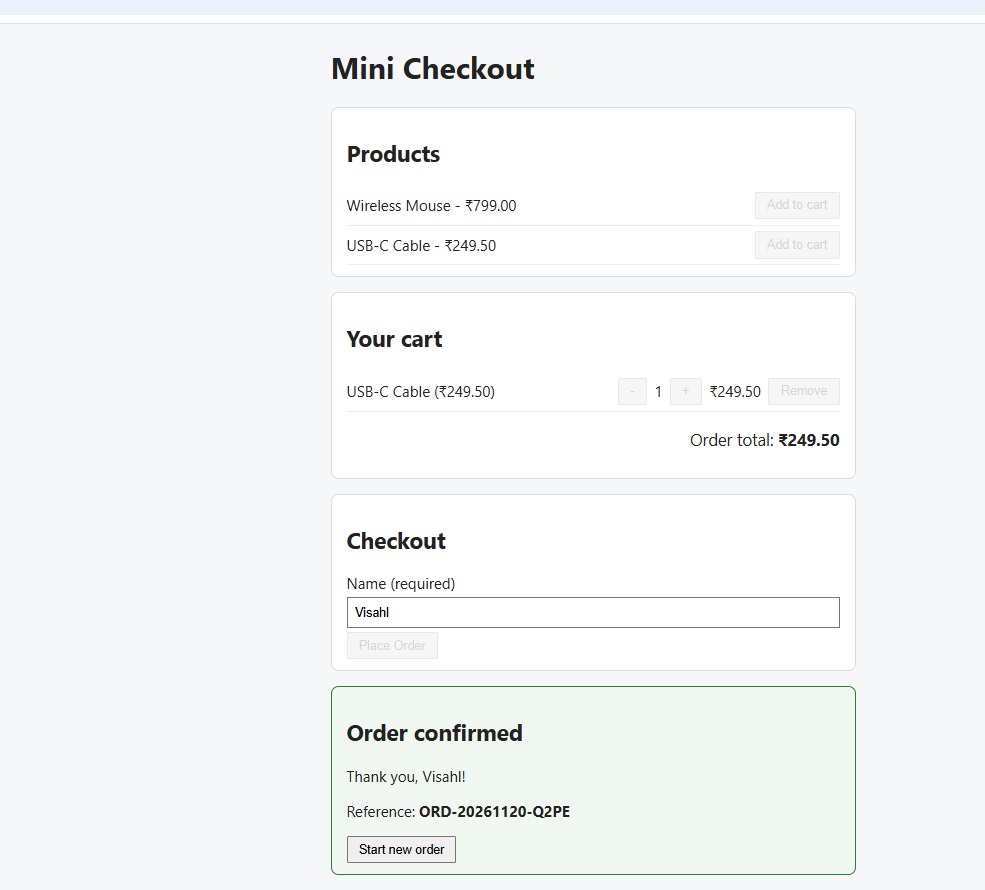 Mini Checkout
Products
Wireless Mouse - ₹799.00 Add to cart
USB-C Cable - ₹249.50 Add to cart
Your cart
USB-C Cable (₹249.50) - 1 + ₹249.50 Remove
Order total: ₹249.50
Checkout
Name (required)
Visahl
Place Order
Order confirmed
Thank you, Visahl!
Reference: ORD-20261120-Q2PE
Start new order